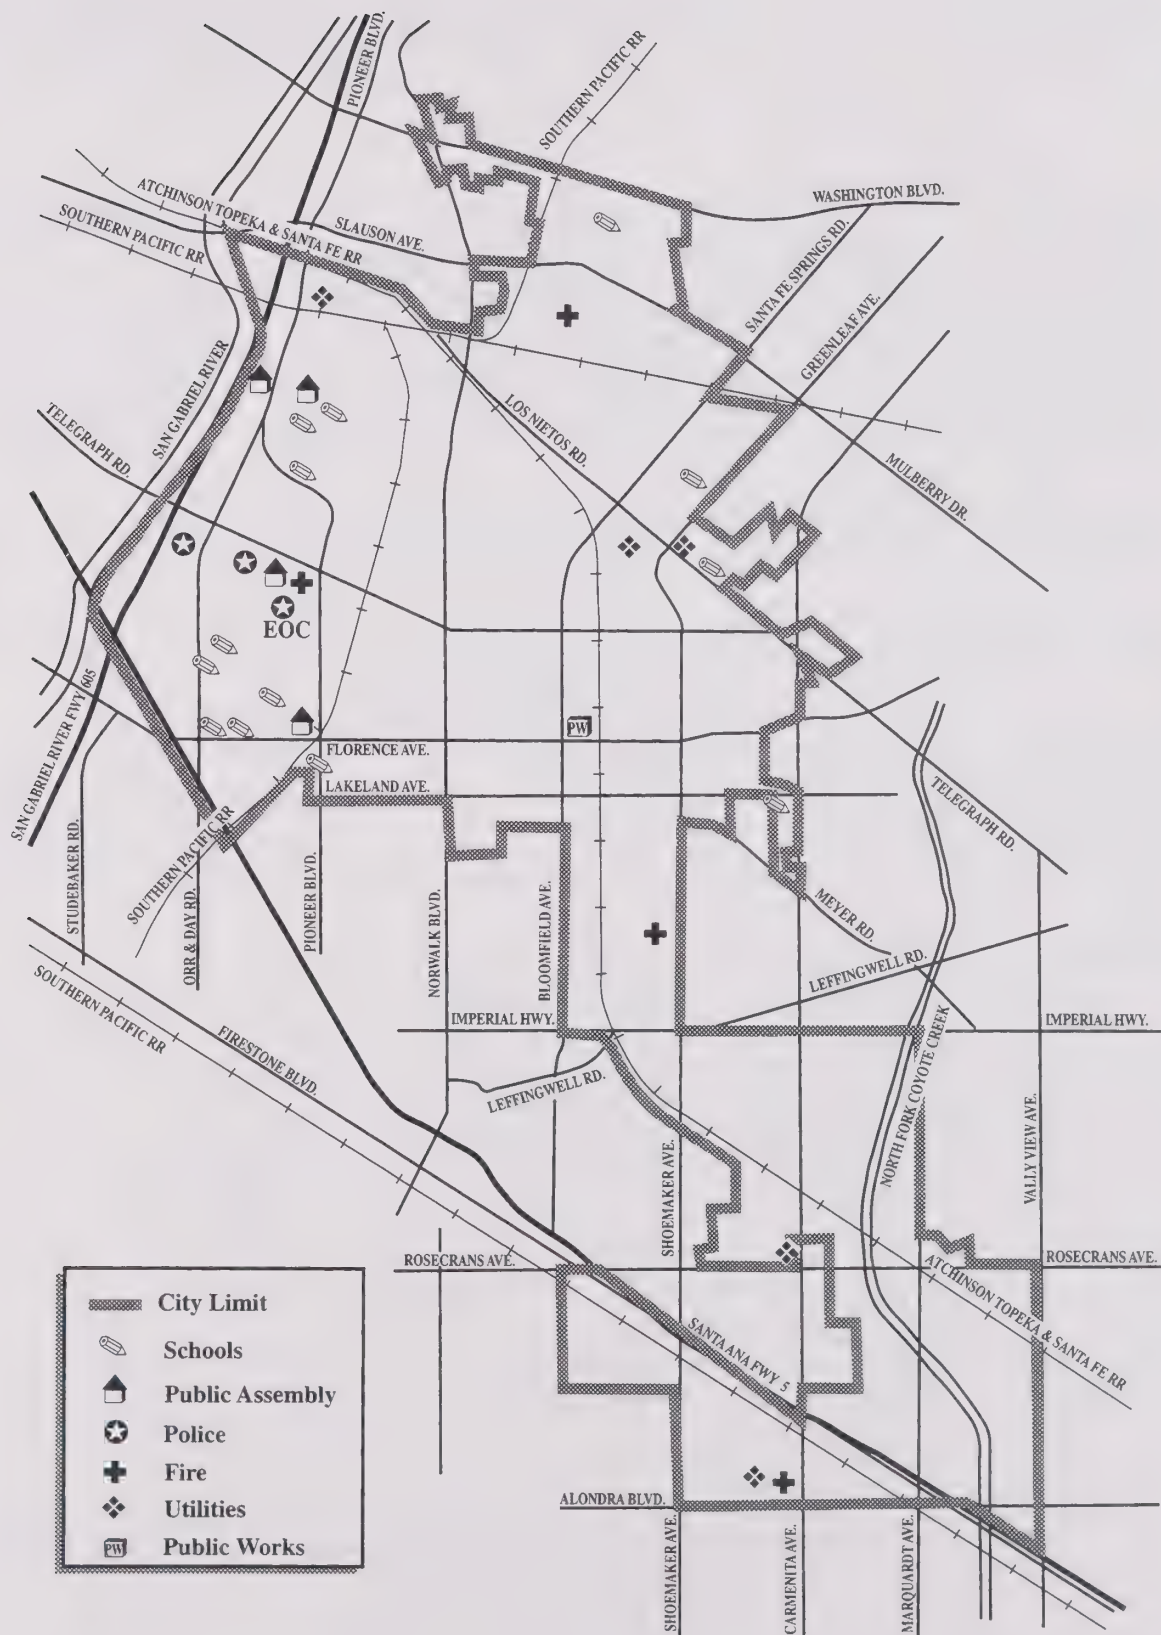 PIONEER BLVD.
SOUTHERN PACIFIC RR
WASHINGTON BLVD.
ATCHINSON TOPEKA & SANTA FE RR
SOUTHERN PACIFIC RR
SLAUSON AVE.
SANTA FE SPRINGS RD.
GREENLEAF AVE.
SAN GABRIEL RIVER
TELEGRAPH RD.
LOS NIETOS RD.
MULBERRY DR.
EOC
SAN GABRIEL RIVER FWY 605
PW
FLORENCE AVE.
LAKELAND AVE.
TELEGRAPH RD.
STUDEBAKER RD.
SOUTHERN PACIFIC RR
ORR & DAY RD.
PIONEER BLVD.
NORWALK BLVD.
BLOOMFIELD AVE.
MEYER RD.
LEFFINGWELL RD.
SOUTHERN PACIFIC RR
FIRESTONE BLVD.
IMPERIAL HWY.
IMPERIAL HWY.
LEFFINGWELL RD.
NORTH FORK COYOTE CREEK
VALLY VIEW AVE.
SHOEMAKER AVE.
ROSECRANS AVE.
ROSECRANS AVE.
ATCHINSON TOPEKA & SANTA FE RR
SANTA ANA FWY 5
City Limit
Schools
Public Assembly
Police
Fire
Utilities
PW Public Works
ALONDRA BLVD.
SHOEMAKER AVE.
CARMENITA AVE.
MARQUARDT AVE.